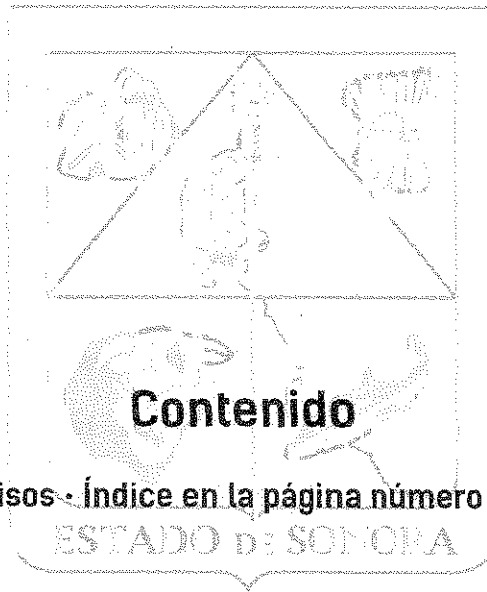 Contenido
isos · Índice en la página número
ESTADO DE SONORA